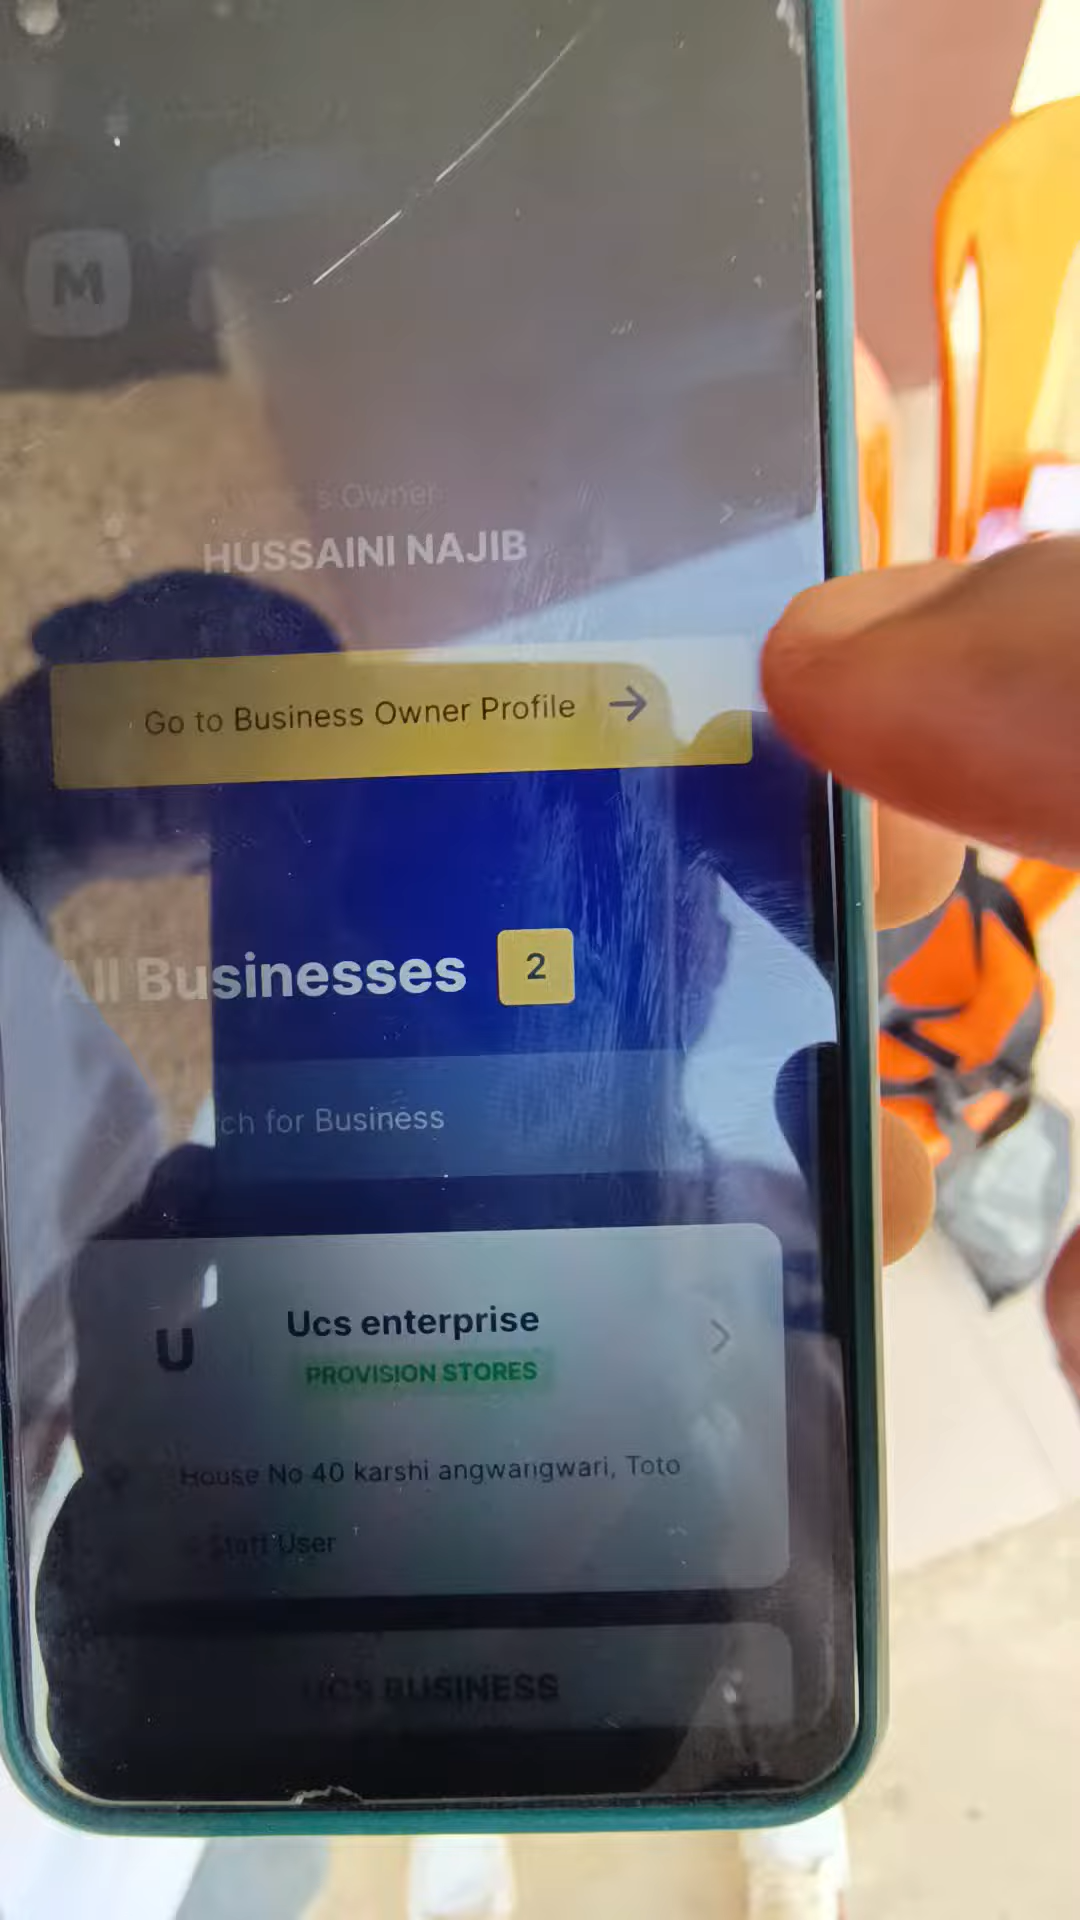 M
s Owner
HUSSAINI NAJIB
Go to Business Owner Profile
All Businesses 2
ch for Business
U
Ucs enterprise
PROVISION STORES
House No 40 karshi angwangwari, Toto
Staff User
UCS BUSINESS